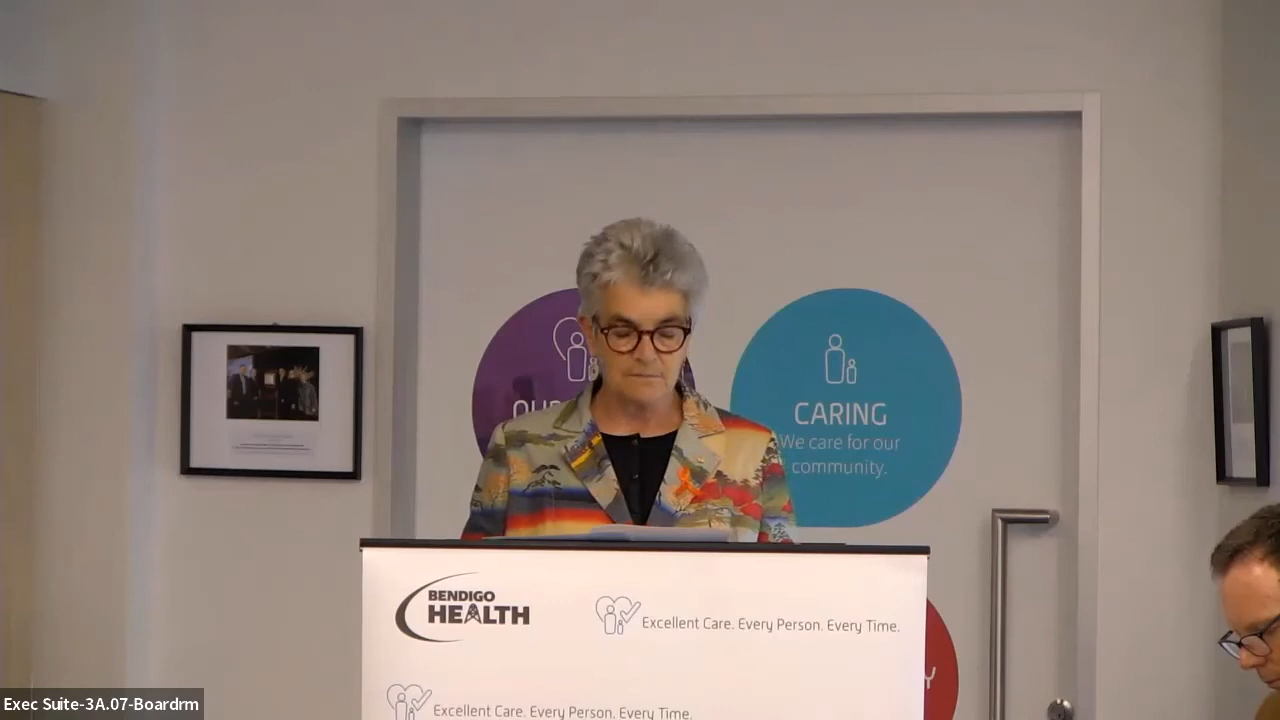 OUR
CARING
We care for our
community.
BENDIGO
HEALTH
Excellent Care. Every Person. Every Time.
Y
Excellent Care. Every Person. Every Time.
Exec Suite-3A.07-Boardrm